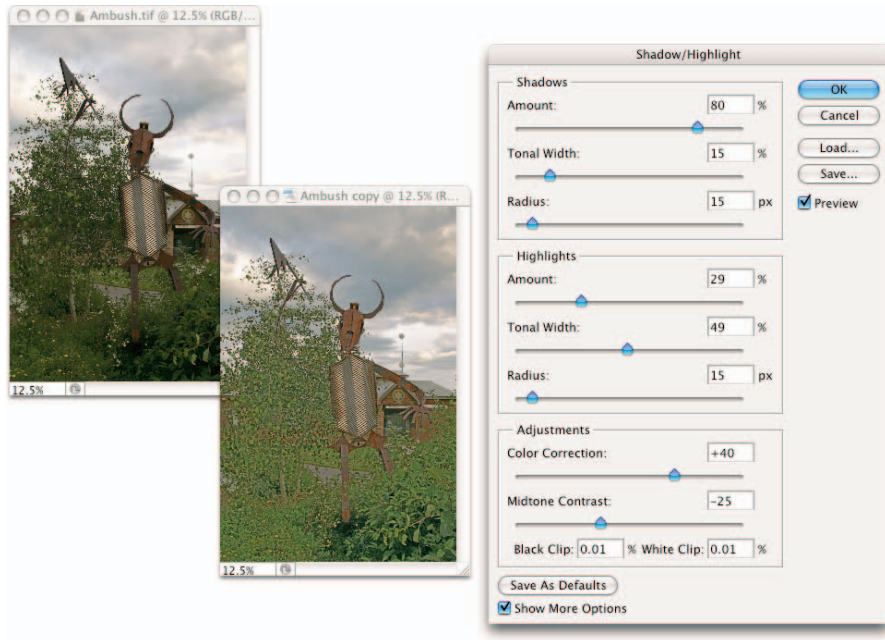 Ambush.tif @ 12.5% (RGB/...
12.5%
Ambush copy @ 12.5% (R...
12.5%
Shadow/Highlight
Shadows
Amount: 80 %
Tonal Width: 15 %
Radius: 15 px
Highlights
Amount: 29 %
Tonal Width: 49 %
Radius: 15 px
Adjustments
Color Correction: +40
Midtone Contrast: -25
Black Clip: 0.01 % White Clip: 0.01 %
Save As Defaults
Show More Options
OK
Cancel
Load...
Save...
Preview